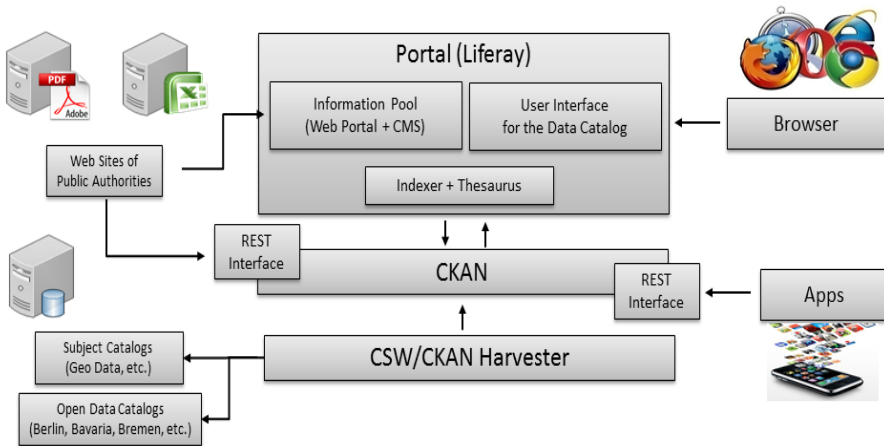 Portal (Liferay)
PDF
Adobe
Information Pool
(Web Portal + CMS)
User Interface
for the Data Catalog
Browser
Web Sites of
Public Authorities
Indexer + Thesaurus
REST
Interface
CKAN
REST
Interface
Apps
Subject Catalogs
(Geo Data, etc.)
CSW/CKAN Harvester
Open Data Catalogs
(Berlin, Bavaria, Bremen, etc.)